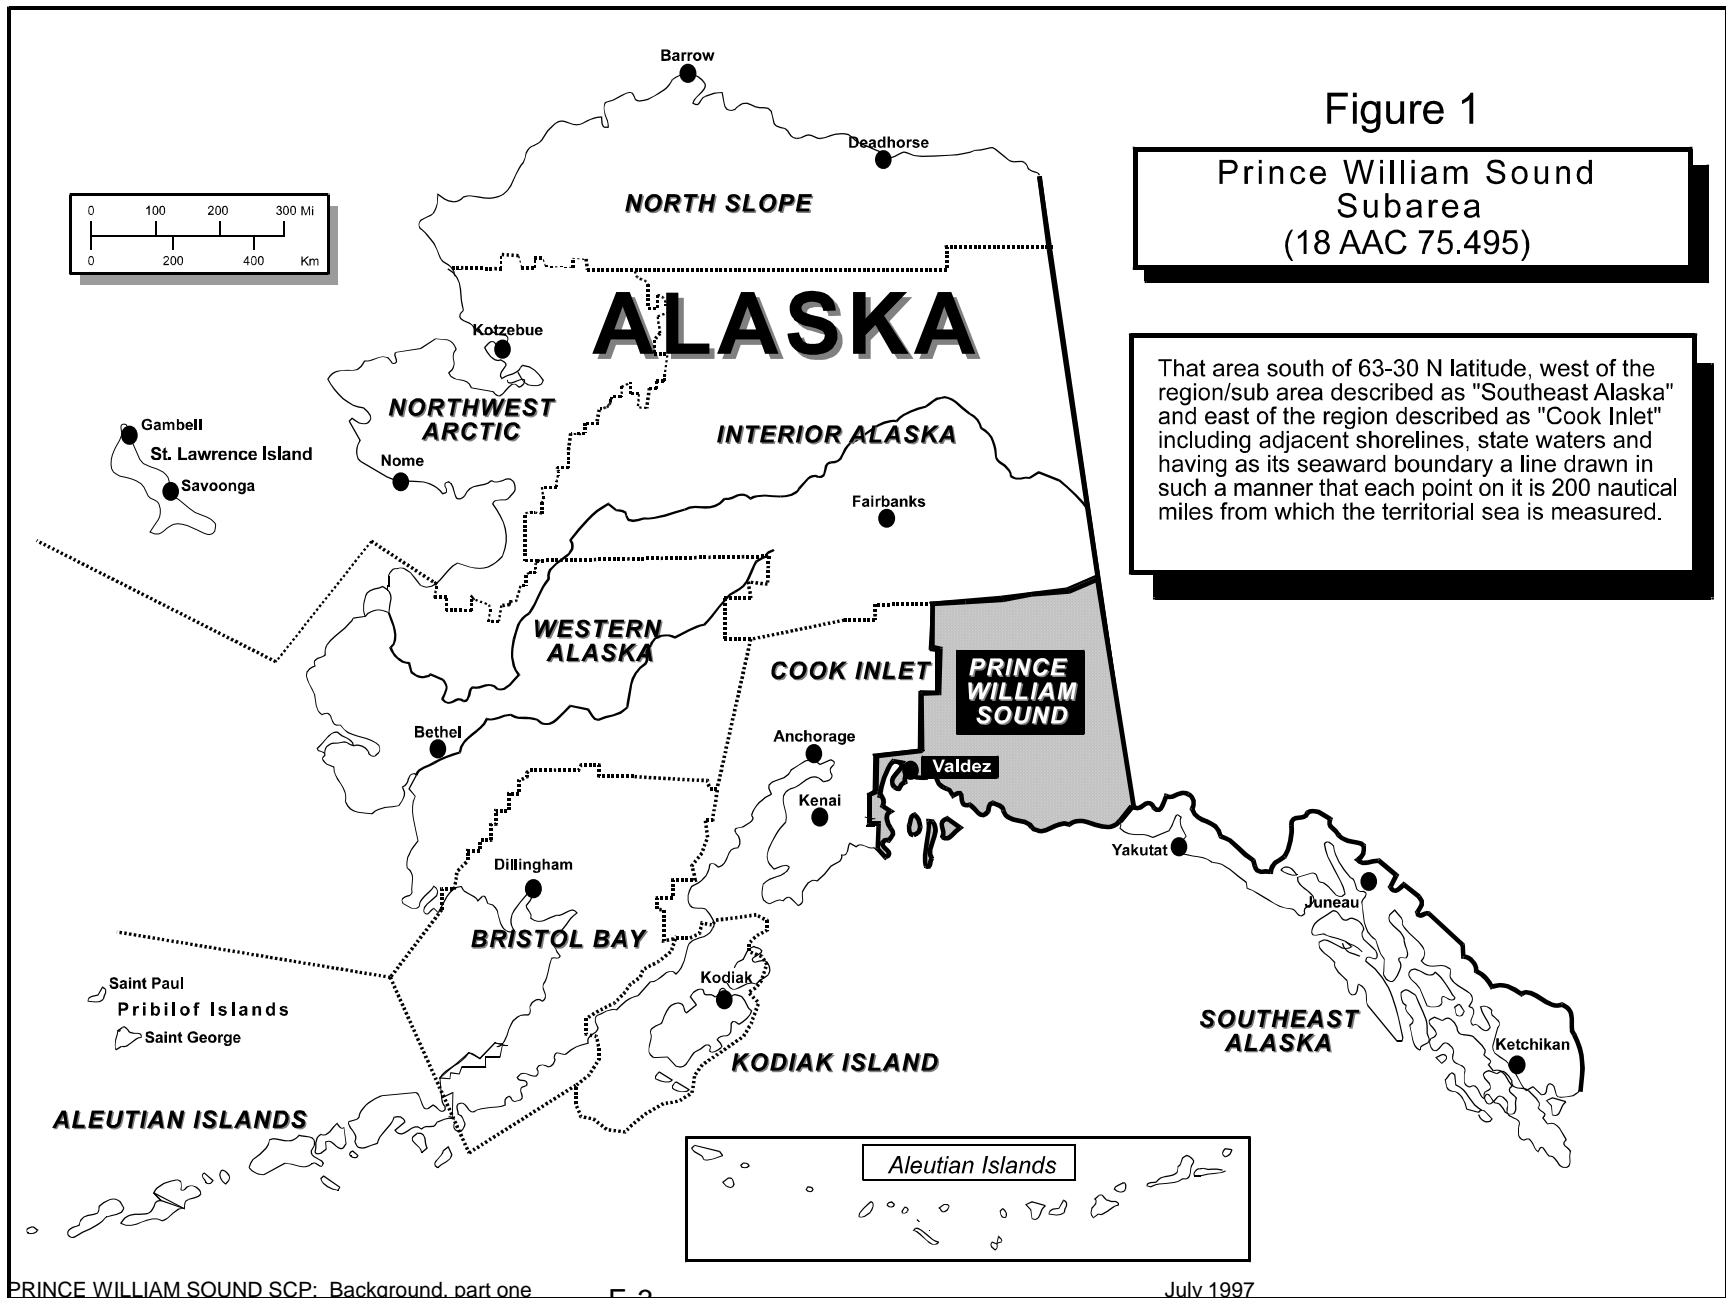 Barrow
Figure 1
Deadhorse
Prince William Sound
Subarea
(18 AAC 75.495)
NORTH SLOPE
0 100 200 300 Mi
0 200 400 Km
ALASKA
Kotzebue
That area south of 63-30 N latitude, west of the
region/sub area described as "Southeast Alaska"
and east of the region described as "Cook Inlet"
including adjacent shorelines, state waters and
having as its seaward boundary a line drawn in
such a manner that each point on it is 200 nautical
miles from which the territorial sea is measured.
NORTHWEST
ARCTIC
Gambell
St. Lawrence Island
Savoonga
Nome
INTERIOR ALASKA
Fairbanks
WESTERN
ALASKA
COOK INLET
PRINCE
WILLIAM
SOUND
Bethel
Anchorage
Valdez
Kenai
Yakutat
Dillingham
Juneau
BRISTOL BAY
Kodiak
Saint Paul
Pribilof Islands
Saint George
SOUTHEAST
ALASKA
Ketchikan
KODIAK ISLAND
ALEUTIAN ISLANDS
Aleutian Islands
PRINCE WILLIAM SOUND SCP: Background, part one
July 1997